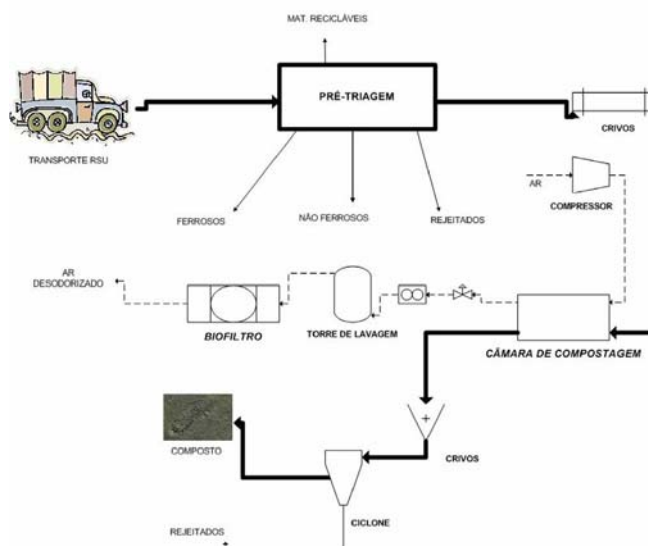 MAT. RECICLÁVEIS
PRÉ-TRIAGEM
CRIVOS
TRANSPORTE RSU
FERROSOS
NÃO FERROSOS
REJEITADOS
AR
COMPRESSOR
AR
DESODORIZADO
BIOFILTRO
TORRE DE LAVAGEM
CÂMARA DE COMPOSTAGEM
+
CRIVOS
COMPOSTO
CICLONE
REJEITADOS